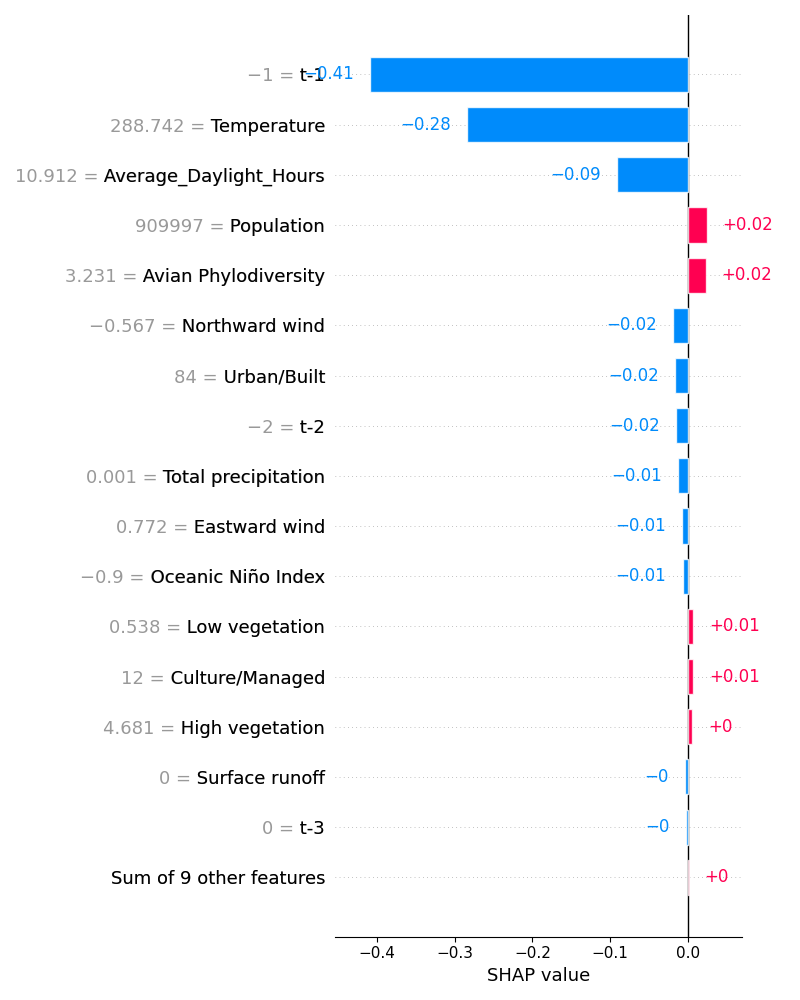 −1 = t-1 −0.41
288.742 = Temperature −0.28
10.912 = Average_Daylight_Hours −0.09
909997 = Population +0.02
3.231 = Avian Phylodiversity +0.02
−0.567 = Northward wind −0.02
84 = Urban/Built −0.02
−2 = t-2 −0.02
0.001 = Total precipitation −0.01
0.772 = Eastward wind −0.01
−0.9 = Oceanic Niño Index −0.01
0.538 = Low vegetation +0.01
12 = Culture/Managed +0.01
4.681 = High vegetation +0
0 = Surface runoff −0
0 = t-3 −0
Sum of 9 other features +0
−0.4 −0.3 −0.2 −0.1 0.0
SHAP value